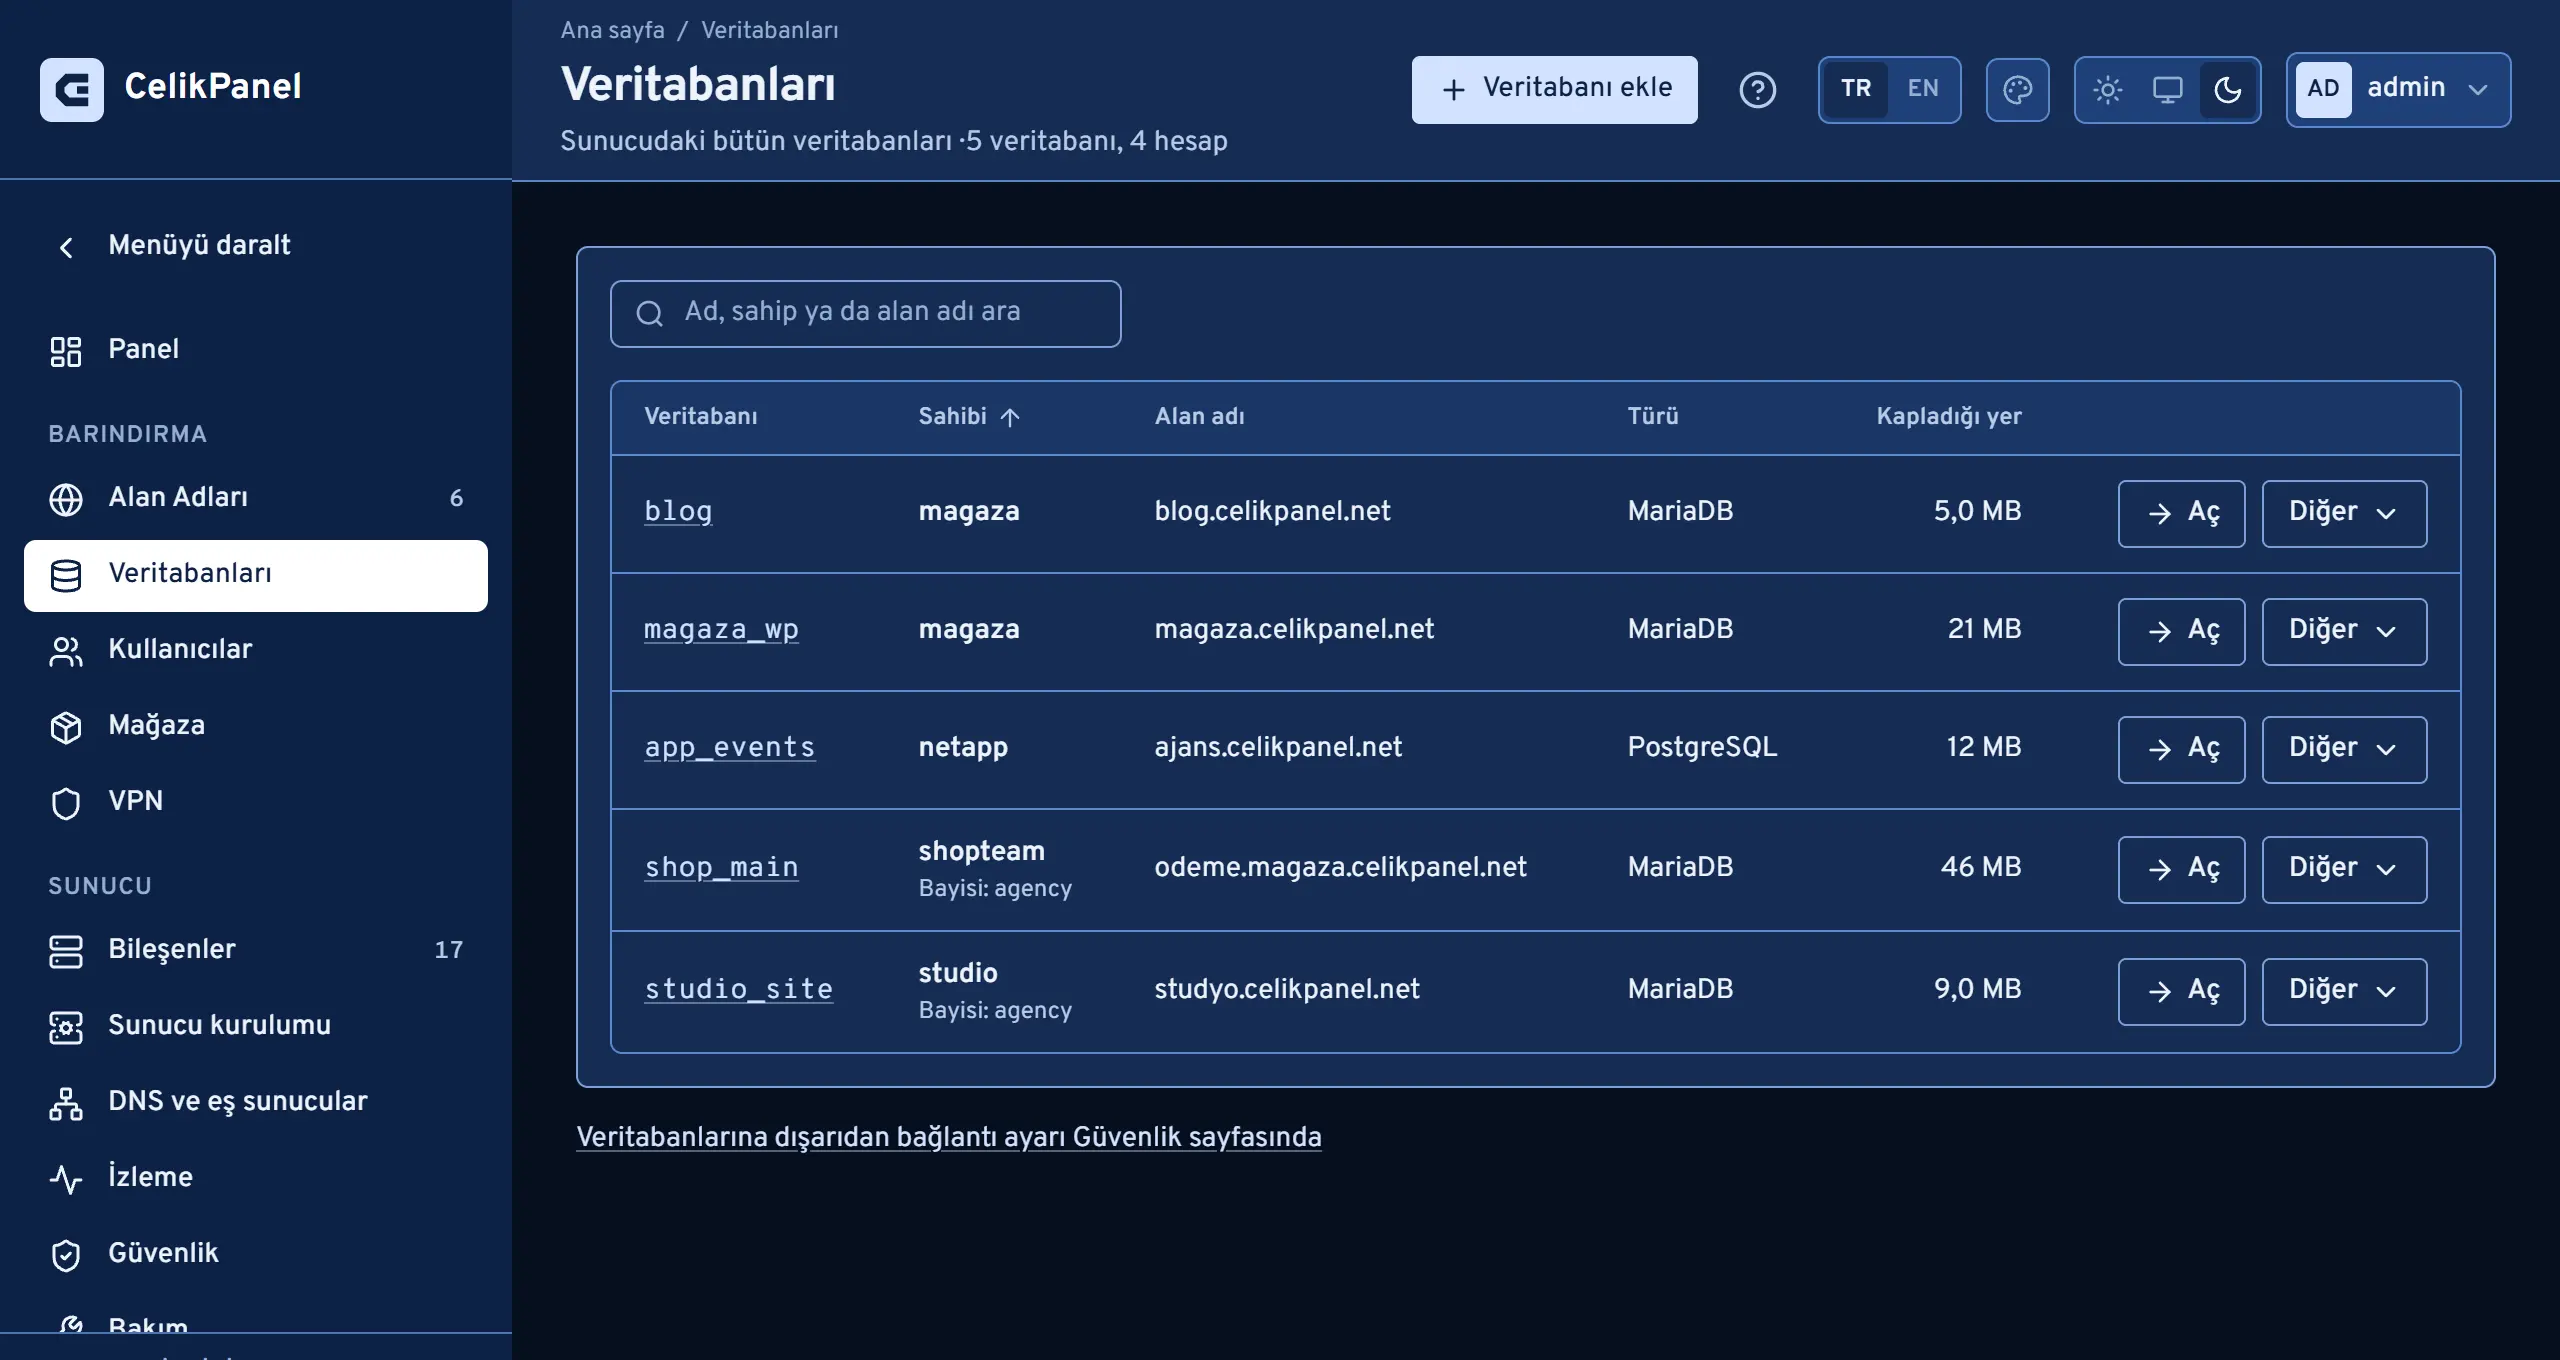 CelikPanel
Menüyü daralt
Panel
BARINDIRMA
Alan Adları 6
Veritabanları
Kullanıcılar
Mağaza
VPN
SUNUCU
Bileşenler 17
Sunucu kurulumu
DNS ve eş sunucular
İzleme
Güvenlik
Bakım
Ana sayfa / Veritabanları
Veritabanları
Sunucudaki bütün veritabanları ·5 veritabanı, 4 hesap
+ Veritabanı ekle
TR EN
AD admin
Ad, sahip ya da alan adı ara
Veritabanı Sahibi ↑ Alan adı Türü Kapladığı yer
blog magaza blog.celikpanel.net MariaDB 5,0 MB → Aç Diğer
magaza_wp magaza magaza.celikpanel.net MariaDB 21 MB → Aç Diğer
app_events netapp ajans.celikpanel.net PostgreSQL 12 MB → Aç Diğer
shop_main shopteam odeme.magaza.celikpanel.net MariaDB 46 MB → Aç Diğer
Bayisi: agency
studio_site studio studyo.celikpanel.net MariaDB 9,0 MB → Aç Diğer
Bayisi: agency
Veritabanlarına dışarıdan bağlantı ayarı Güvenlik sayfasında